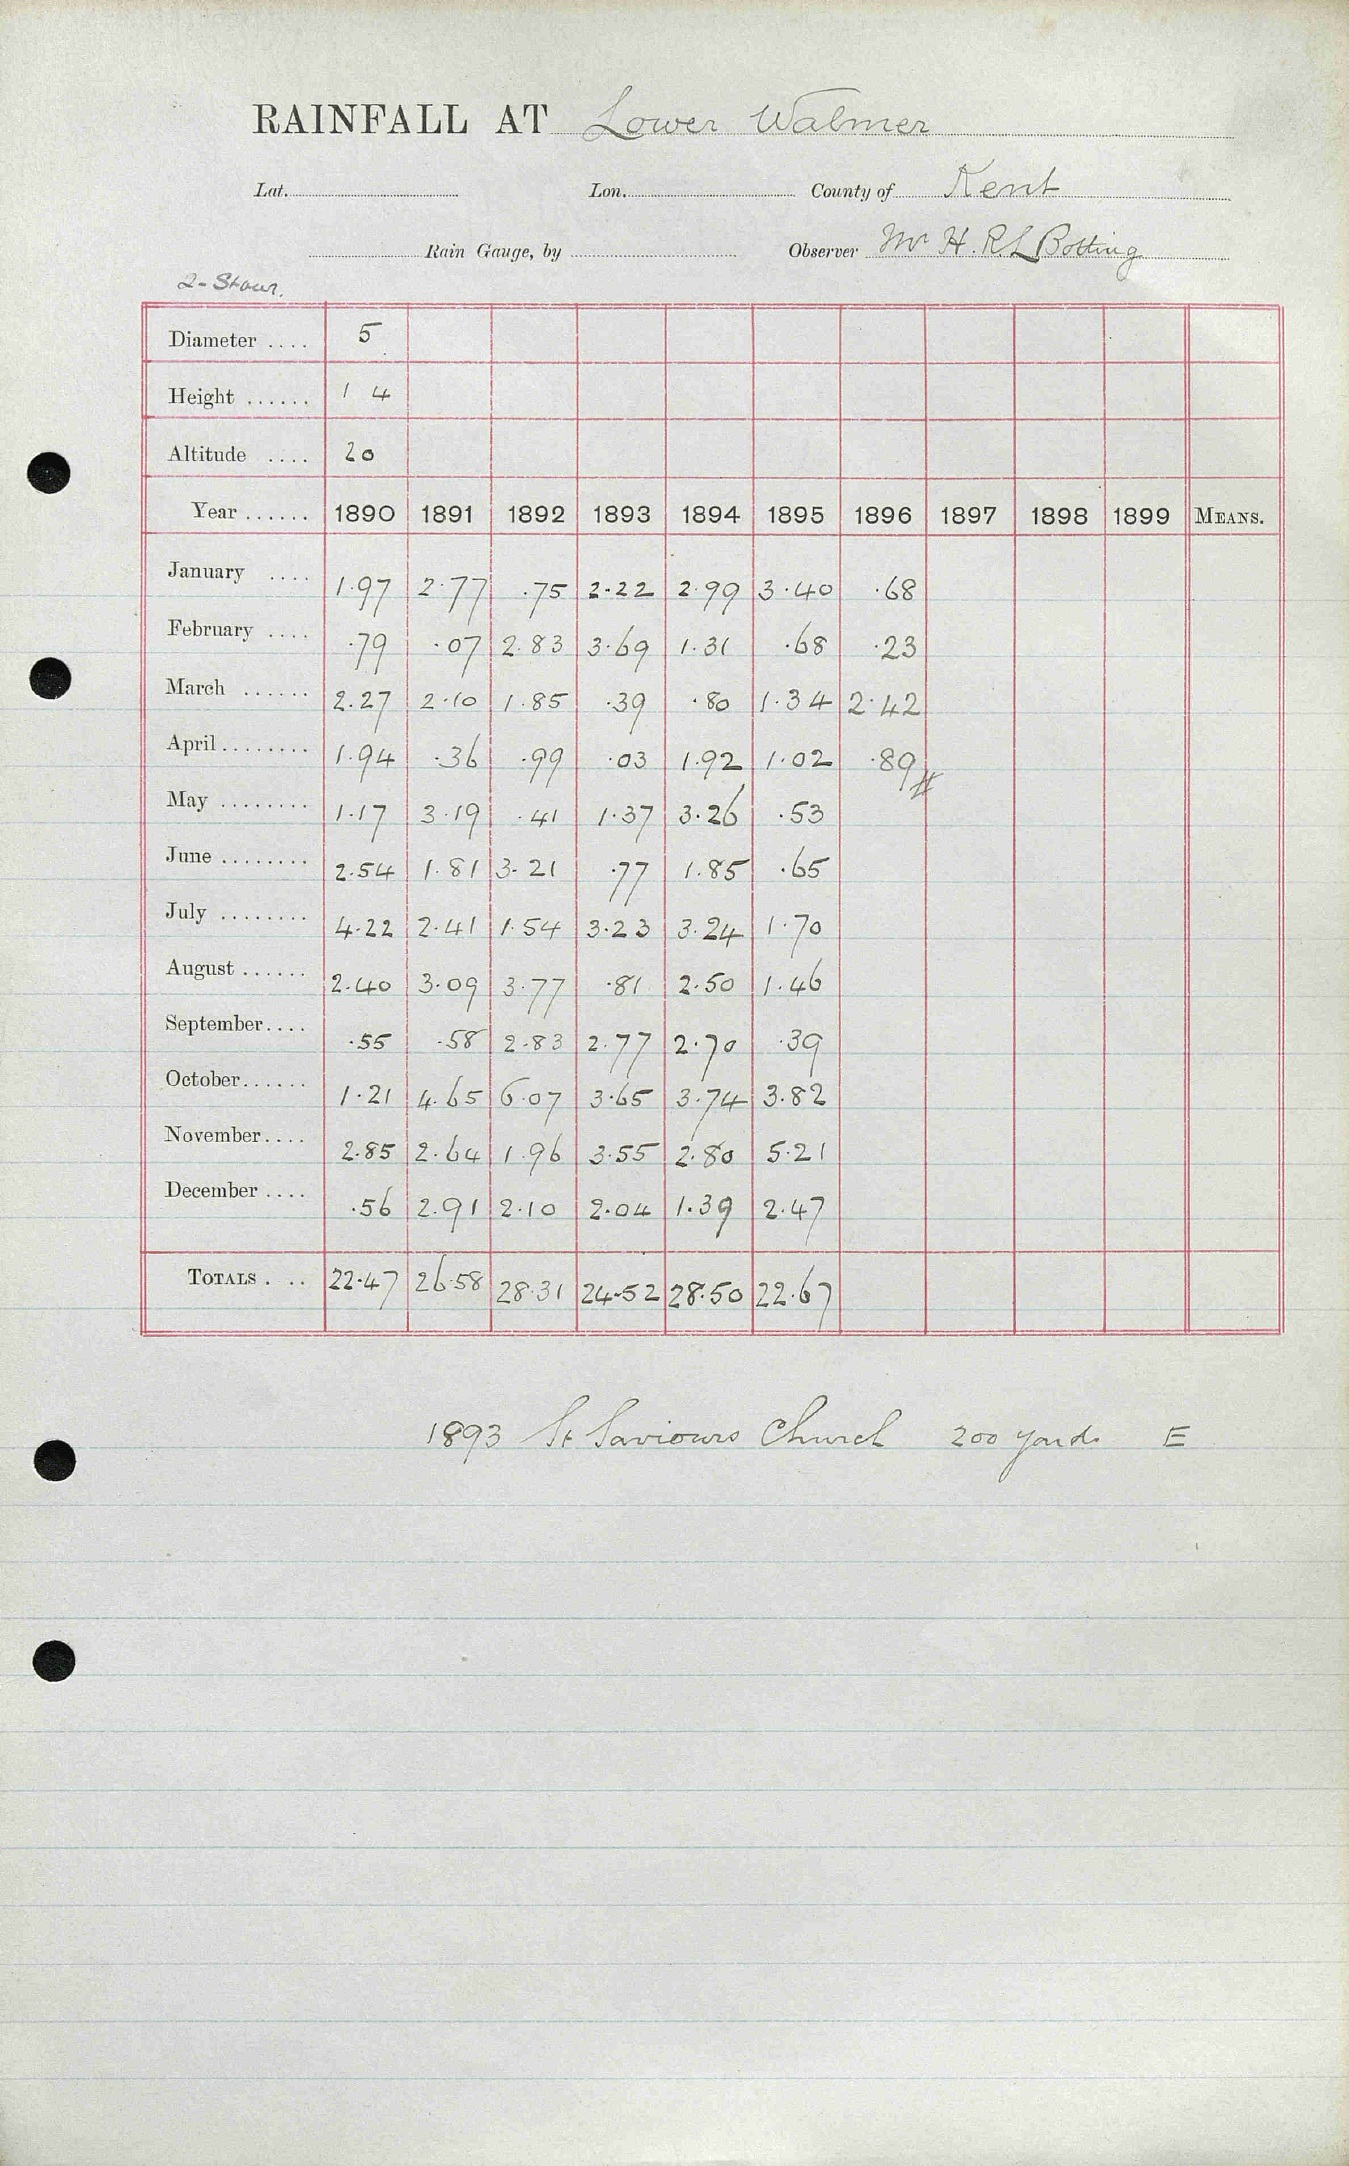 RAINFALL AT Lower Walmer
Lat. Lon. County of Kent
Rain Gauge, by Observer Mr H. R. L Botting
2-Stour.
Diameter .... 5
Height ...... 1 4
Altitude .... 20
Year ...... 1890 1891 1892 1893 1894 1895 1896 1897 1898 1899 MEANS.
January .... 1.97 2.77 .75 2.22 2.99 3.40 .68
February .... .79 .07 2.83 3.69 1.31 .68 .23
March ...... 2.27 2.10 1.85 .39 .80 1.34 2.42
April ........ 1.94 .36 .99 .03 1.92 1.02 .89
May ........ 1.17 3.19 .41 1.37 3.26 .53
June ........ 2.54 1.81 3.21 .77 1.85 .65
July ........ 4.22 2.41 1.54 3.23 3.24 1.70
August ...... 2.40 3.09 3.77 .81 2.50 1.46
September.... .55 .58 2.83 2.77 2.70 .39
October...... 1.21 4.65 6.07 3.65 3.74 3.82
November.... 2.85 2.64 1.96 3.55 2.80 5.21
December .... .56 2.91 2.10 2.04 1.39 2.47
TOTALS . .. 22.47 26.58 28.31 24.52 28.50 22.67
1893 St Saviours Church 200 yards E